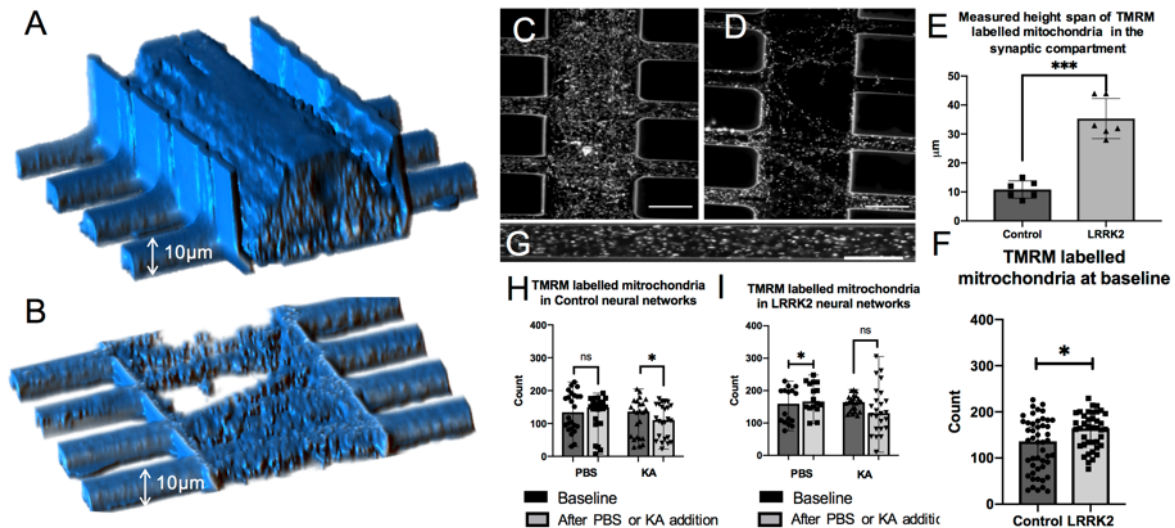 A
10μm
B
10μm
C
D
G
E
Measured height span of TMRM
labelled mitochondria in the
synaptic compartment
***
50
40
30
20
10
0
μm
Control
LRRK2
F
TMRM labelled
mitrochondria at baseline
*
400
300
200
100
0
Count
Control LRRK2
H
TMRM labelled mitochondria
in Control neural networks
ns
*
400
300
200
100
0
Count
PBS
KA
Baseline
After PBS or KA addition
I
TMRM labelled mitochondria
in LRRK2 neural networks
*
ns
400
300
200
100
0
Count
PBS
KA
Baseline
After PBS or KA additic